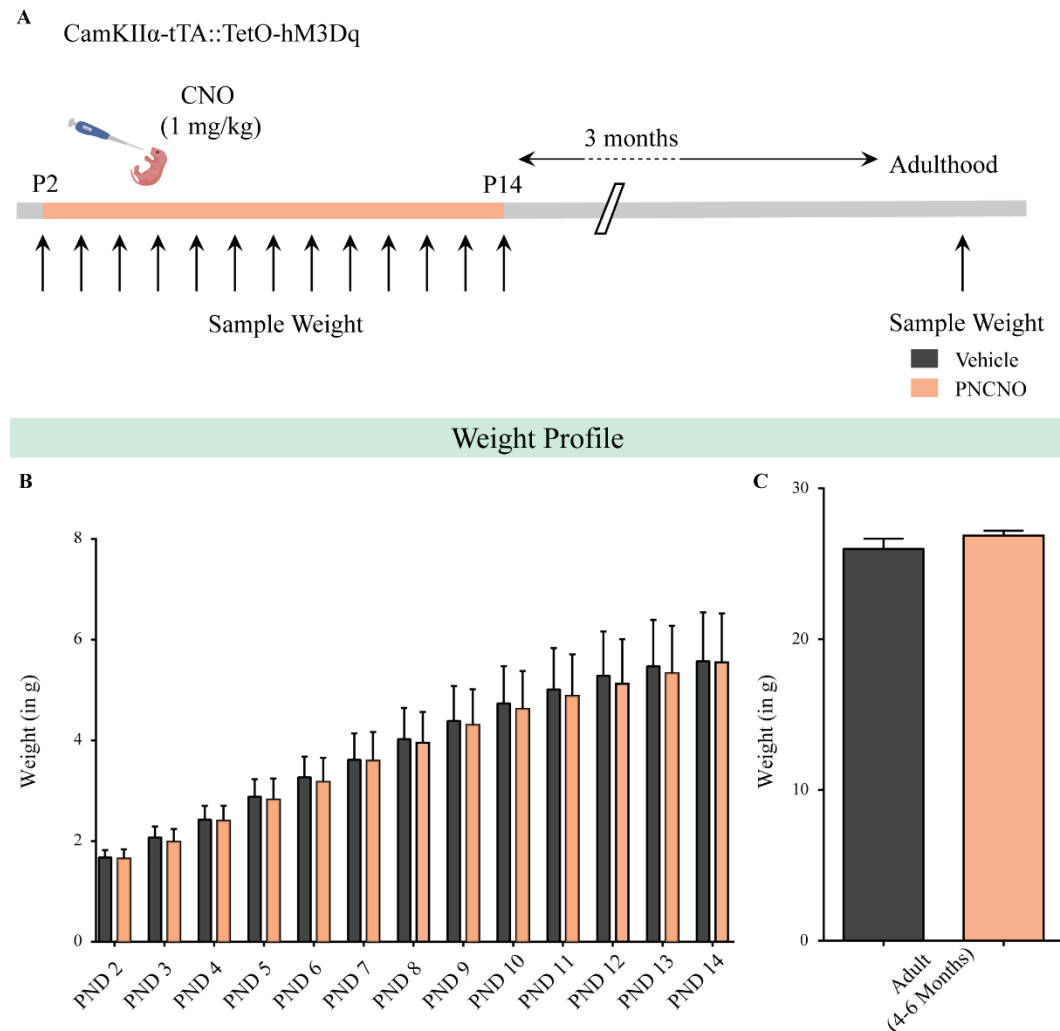 A
CamKIIα-tTA::TetO-hM3Dq
CNO
(1 mg/kg)
3 months
P2
P14
Adulthood
Sample Weight
Sample Weight
Vehicle
PNCNO
Weight Profile
B
Weight (in g)
8
6
4
2
0
PND 2
PND 3
PND 4
PND 5
PND 6
PND 7
PND 8
PND 9
PND 10
PND 11
PND 12
PND 13
PND 14
C
Weight (in g)
30
20
10
0
Adult
(4-6 Months)